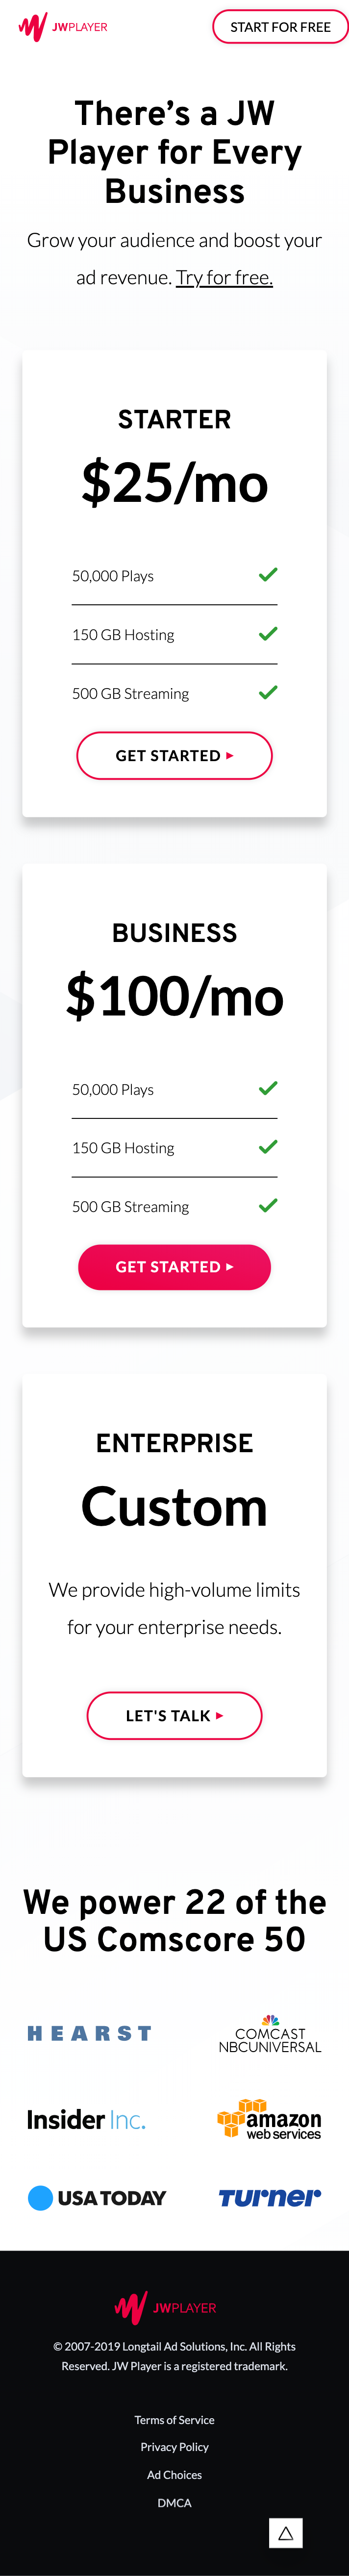 JWPLAYER
START FOR FREE
There's a JW
Player for Every
Business
Grow your audience and boost your
ad revenue. Try for free.
STARTER
$25/mo
50,000 Plays
150 GB Hosting
500 GB Streaming
GET STARTED ▸
BUSINESS
$100/mo
50,000 Plays
150 GB Hosting
500 GB Streaming
GET STARTED ▸
ENTERPRISE
Custom
We provide high-volume limits
for your enterprise needs.
LET'S TALK ▸
We power 22 of the
US Comscore 50
HEARST
COMCAST
NBCUNIVERSAL
Insider Inc.
amazon
web services
USA TODAY
Turner
JWPLAYER
© 2007-2019 Longtail Ad Solutions, Inc. All Rights
Reserved. JW Player is a registered trademark.
Terms of Service
Privacy Policy
Ad Choices
DMCA